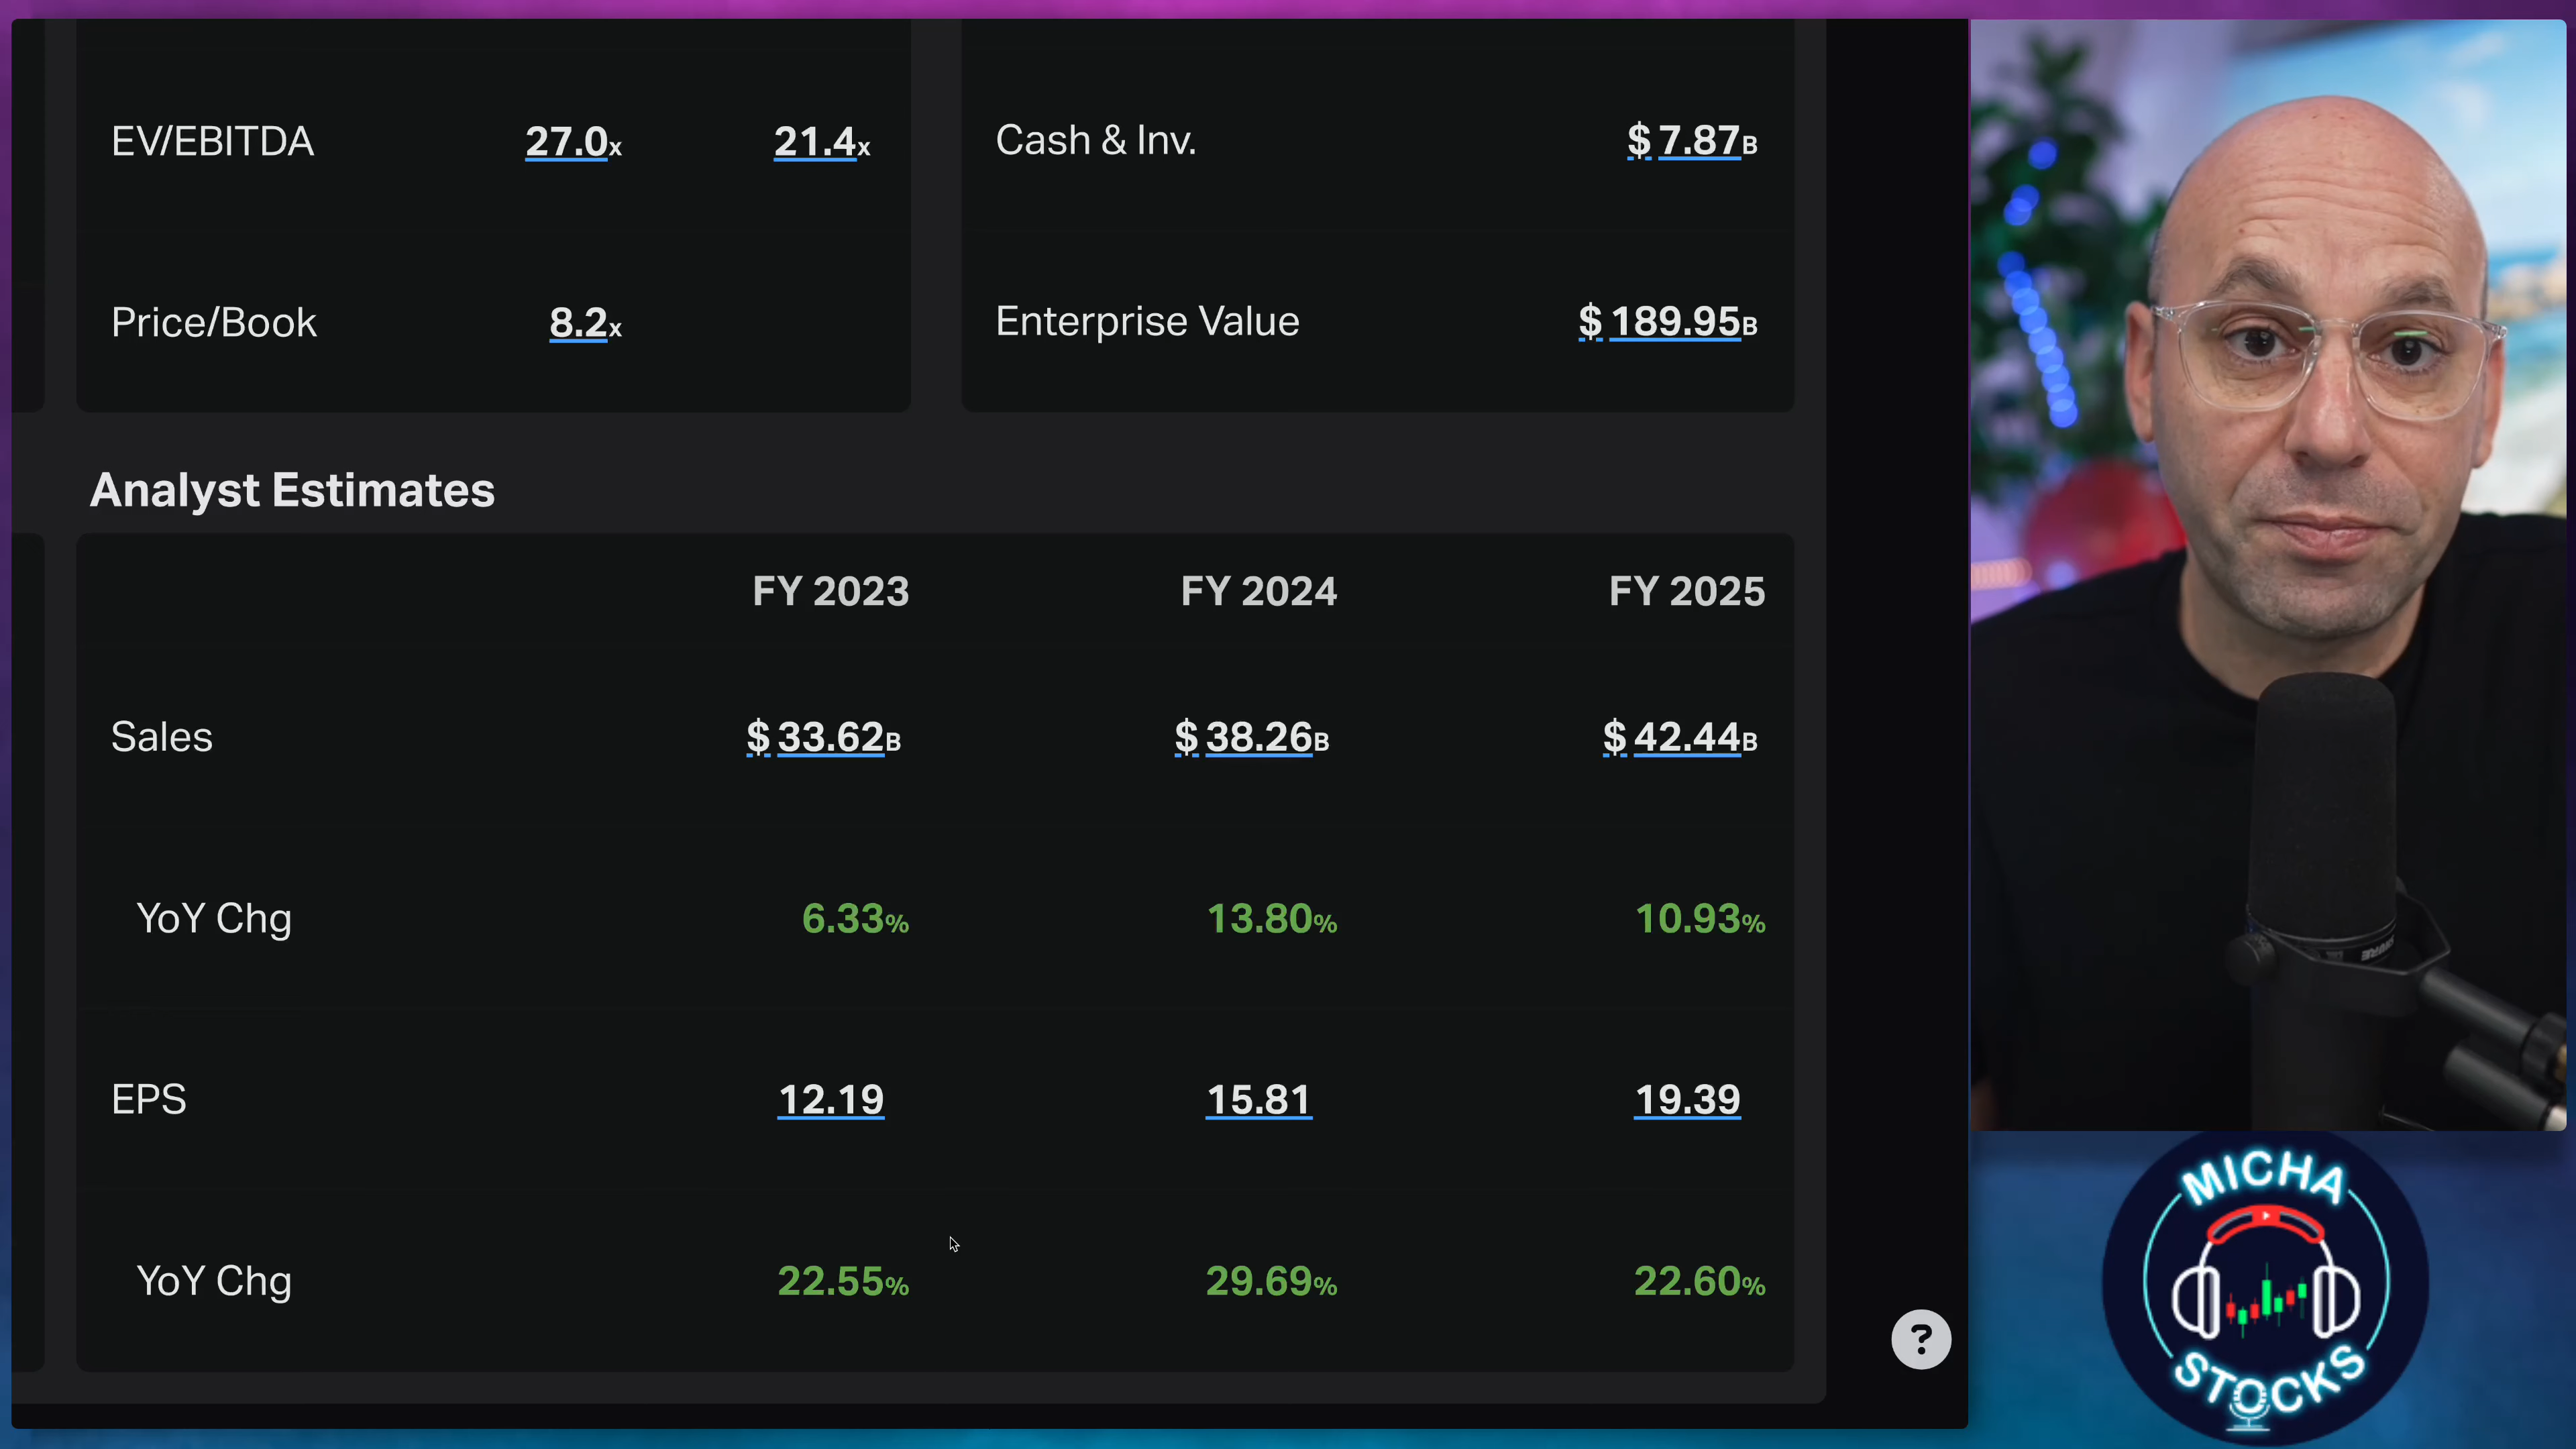 EV/EBITDA 27.0x 21.4x
Price/Book 8.2x
Cash & Inv. $7.87B
Enterprise Value $189.95B
Analyst Estimates
FY 2023 FY 2024 FY 2025
Sales $33.62B $38.26B $42.44B
YoY Chg 6.33% 13.80% 10.93%
EPS 12.19 15.81 19.39
YoY Chg 22.55% 29.69% 22.60%
?
SHURE
MICHA
STOCKS